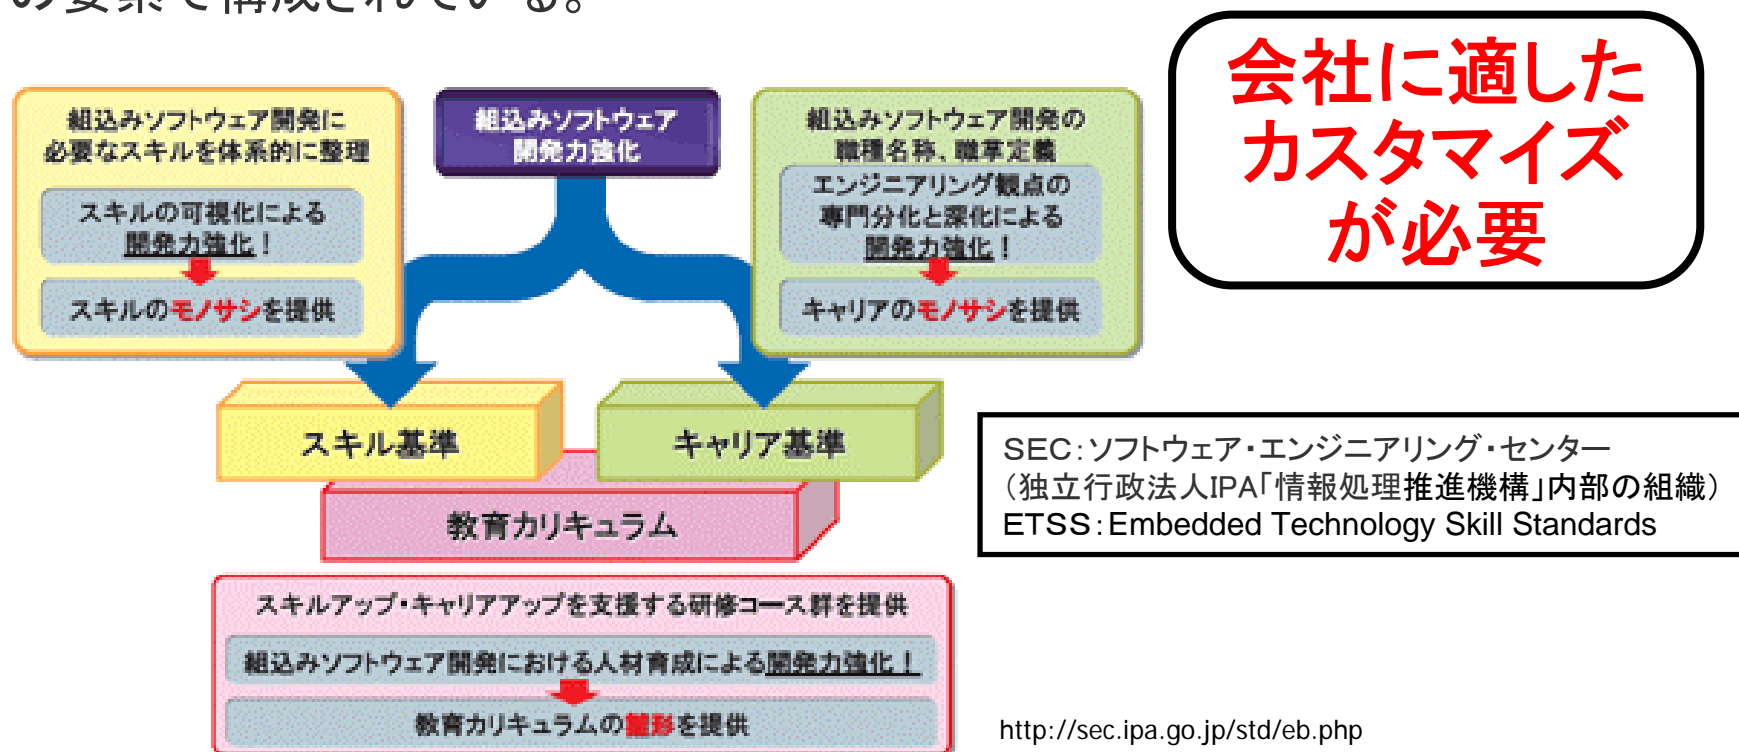 の要素で構成されている。
会社に適した
カスタマイズ
が必要
組込みソフトウェア開発に
必要なスキルを体系的に整理
スキルの可視化による
開発力強化！
スキルのモノサシを提供
組込みソフトウェア
開発力強化
組込みソフトウェア開発の
職種名称、職掌定義
エンジニアリング観点の
専門分化と深化による
開発力強化！
キャリアのモノサシを提供
スキル基準
キャリア基準
教育カリキュラム
SEC：ソフトウェア・エンジニアリング・センター
（独立行政法人IPA「情報処理推進機構」内部の組織）
ETSS：Embedded Technology Skill Standards
スキルアップ・キャリアアップを支援する研修コース群を提供
組込みソフトウェア開発における人材育成による開発力強化！
教育カリキュラムの雛形を提供
http://sec.ipa.go.jp/std/eb.php